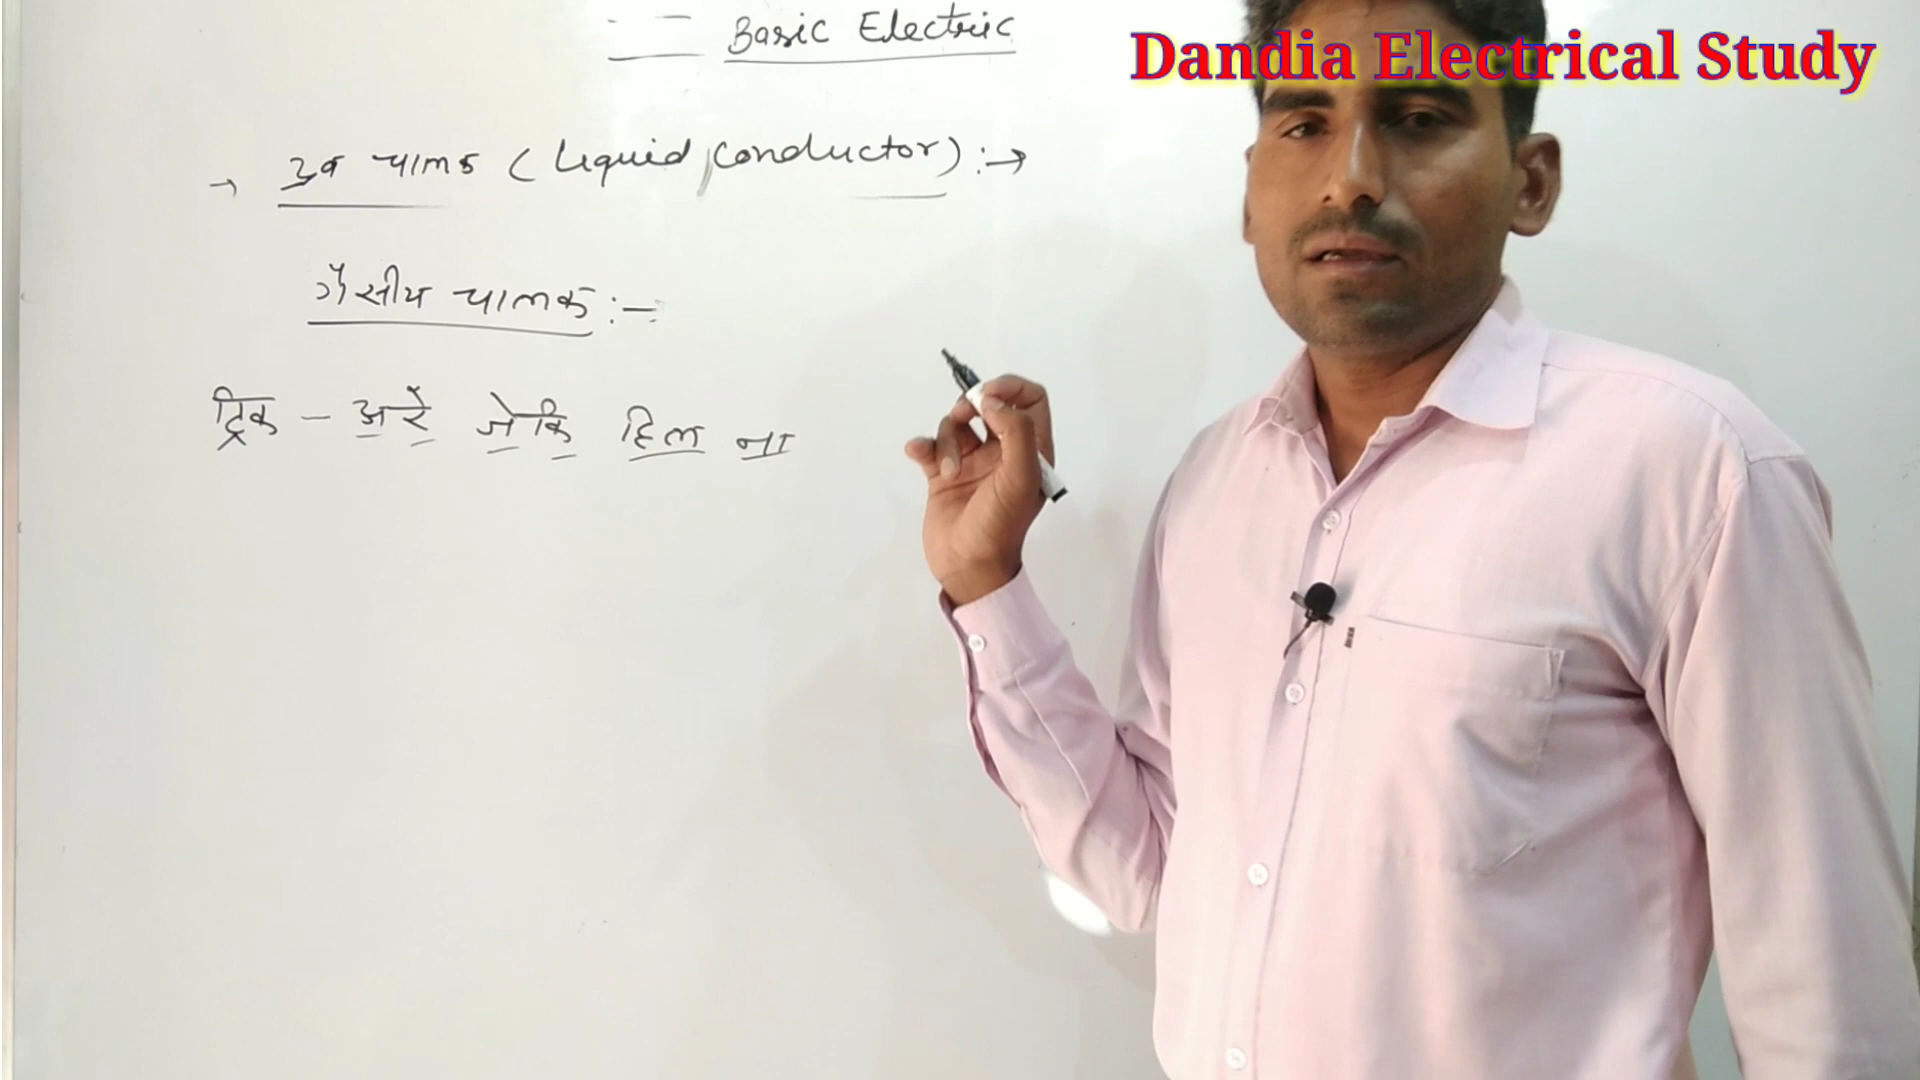 Basic Electric
Dandia Electrical Study
→ द्रव चालक (Liquid Conductor) :→
गैसीय चालक :-
ट्रिक - अरे जेकि हिल ना